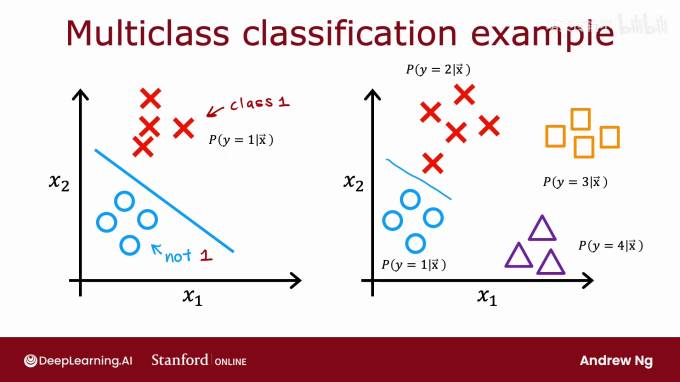 Multiclass classification example
bilibili
x₂
class 1
P(y = 1|x⃗)
not 1
x₁
P(y = 2|x⃗)
x₂
P(y = 3|x⃗)
P(y = 4|x⃗)
P(y = 1|x⃗)
x₁
DeepLearning.AI
Stanford ONLINE
Andrew Ng